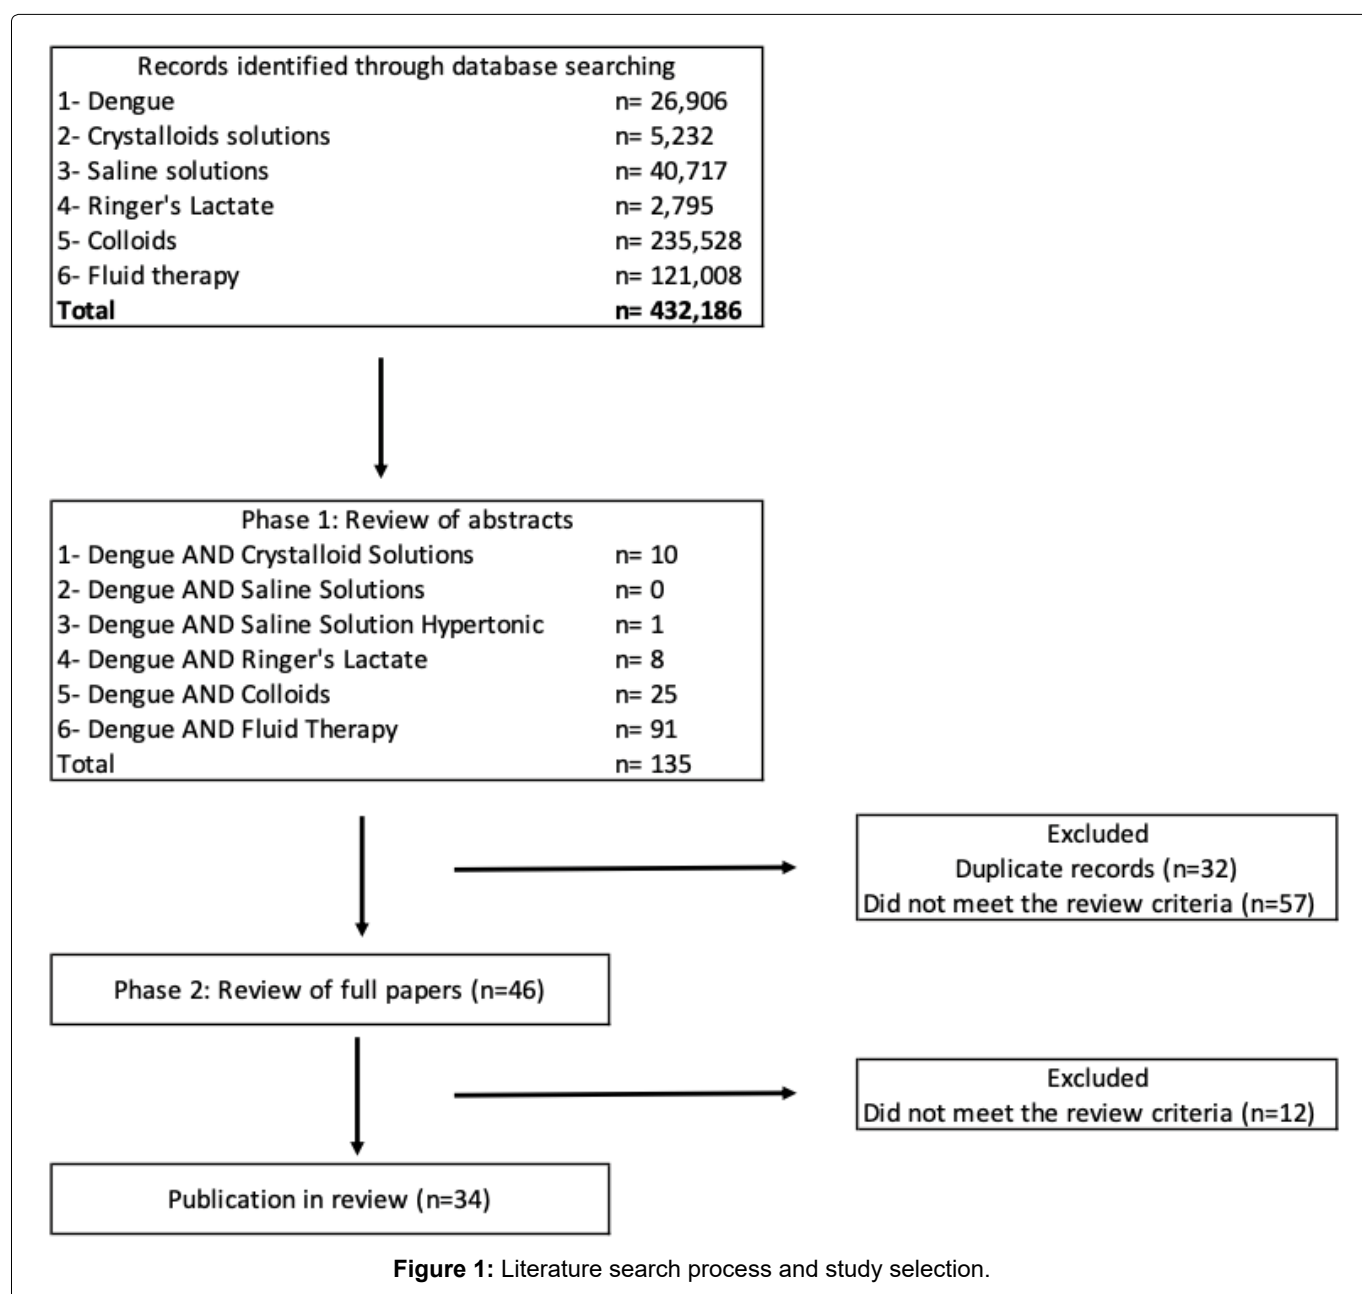 Records identified through database searching
1- Dengue n= 26,906
2- Crystalloids solutions n= 5,232
3- Saline solutions n= 40,717
4- Ringer's Lactate n= 2,795
5- Colloids n= 235,528
6- Fluid therapy n= 121,008
Total n= 432,186
Phase 1: Review of abstracts
1- Dengue AND Crystalloid Solutions n= 10
2- Dengue AND Saline Solutions n= 0
3- Dengue AND Saline Solution Hypertonic n= 1
4- Dengue AND Ringer's Lactate n= 8
5- Dengue AND Colloids n= 25
6- Dengue AND Fluid Therapy n= 91
Total n= 135
Excluded
Duplicate records (n=32)
Did not meet the review criteria (n=57)
Phase 2: Review of full papers (n=46)
Excluded
Did not meet the review criteria (n=12)
Publication in review (n=34)
Figure 1: Literature search process and study selection.